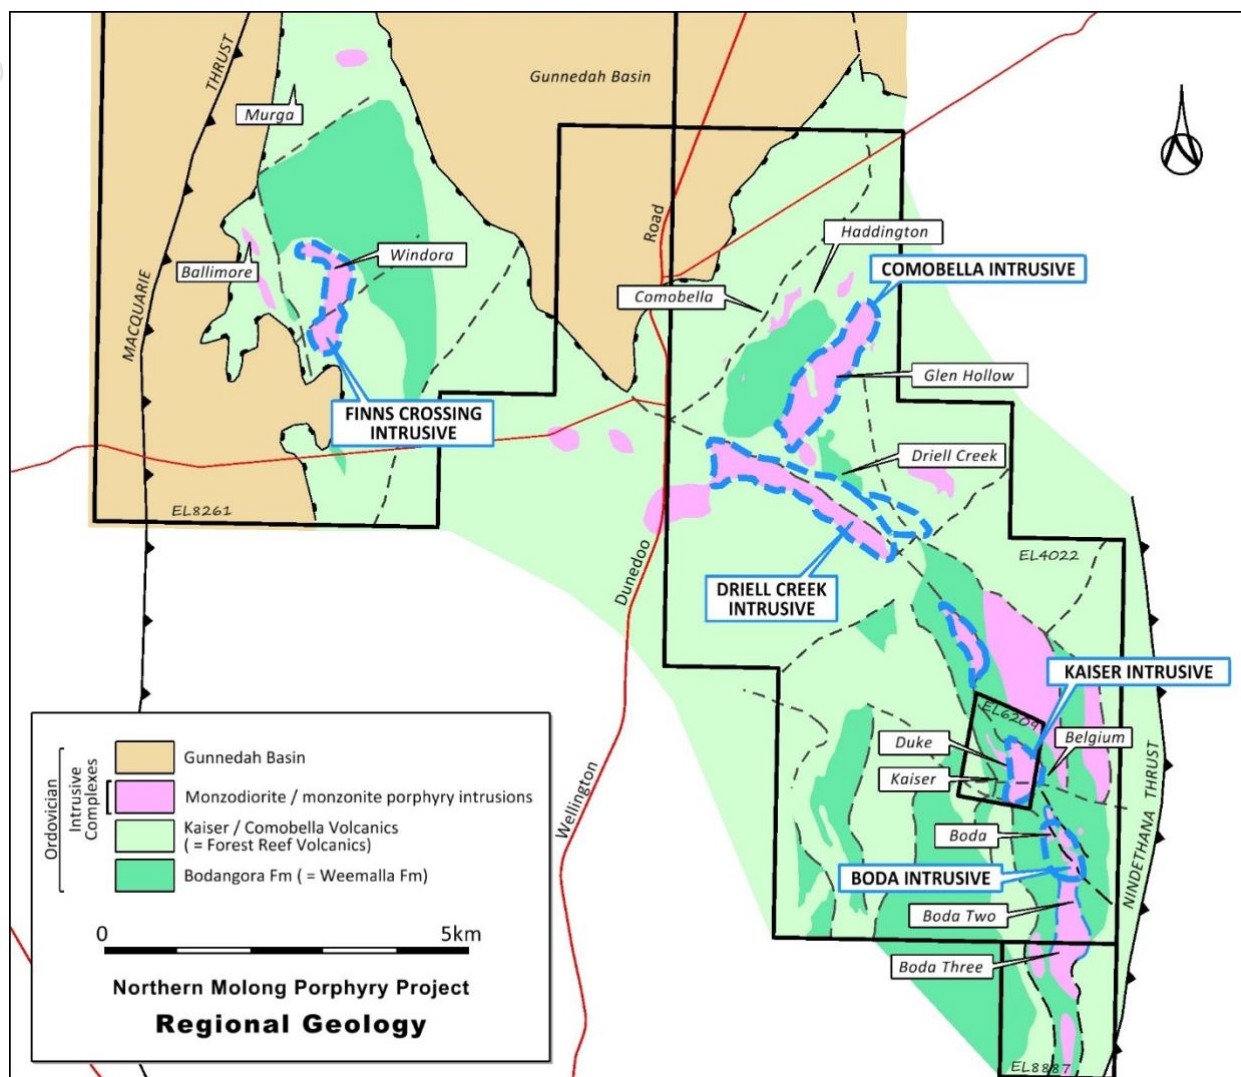 Gunnedah Basin
THRUST
Murga
Road
Haddington
Windora
Ballimore
COMOBELLA INTRUSIVE
Comobella
MACQUARIE
Glen Hollow
FINNS CROSSING
INTRUSIVE
Driell Creek
EL8261
EL4022
Dunedoo
DRIELL CREEK
INTRUSIVE
KAISER INTRUSIVE
EL6209
Duke
Belgium
Kaiser
NINDETHANA THRUST
Wellington
Boda
BODA INTRUSIVE
Boda Two
Boda Three
EL8887
Ordovician
Intrusive
Complexes
Gunnedah Basin
Monzodiorite / monzonite porphyry intrusions
Kaiser / Comobella Volcanics
( = Forest Reef Volcanics)
Bodangora Fm ( = Weemalla Fm)
0 5km
Northern Molong Porphyry Project
Regional Geology
N